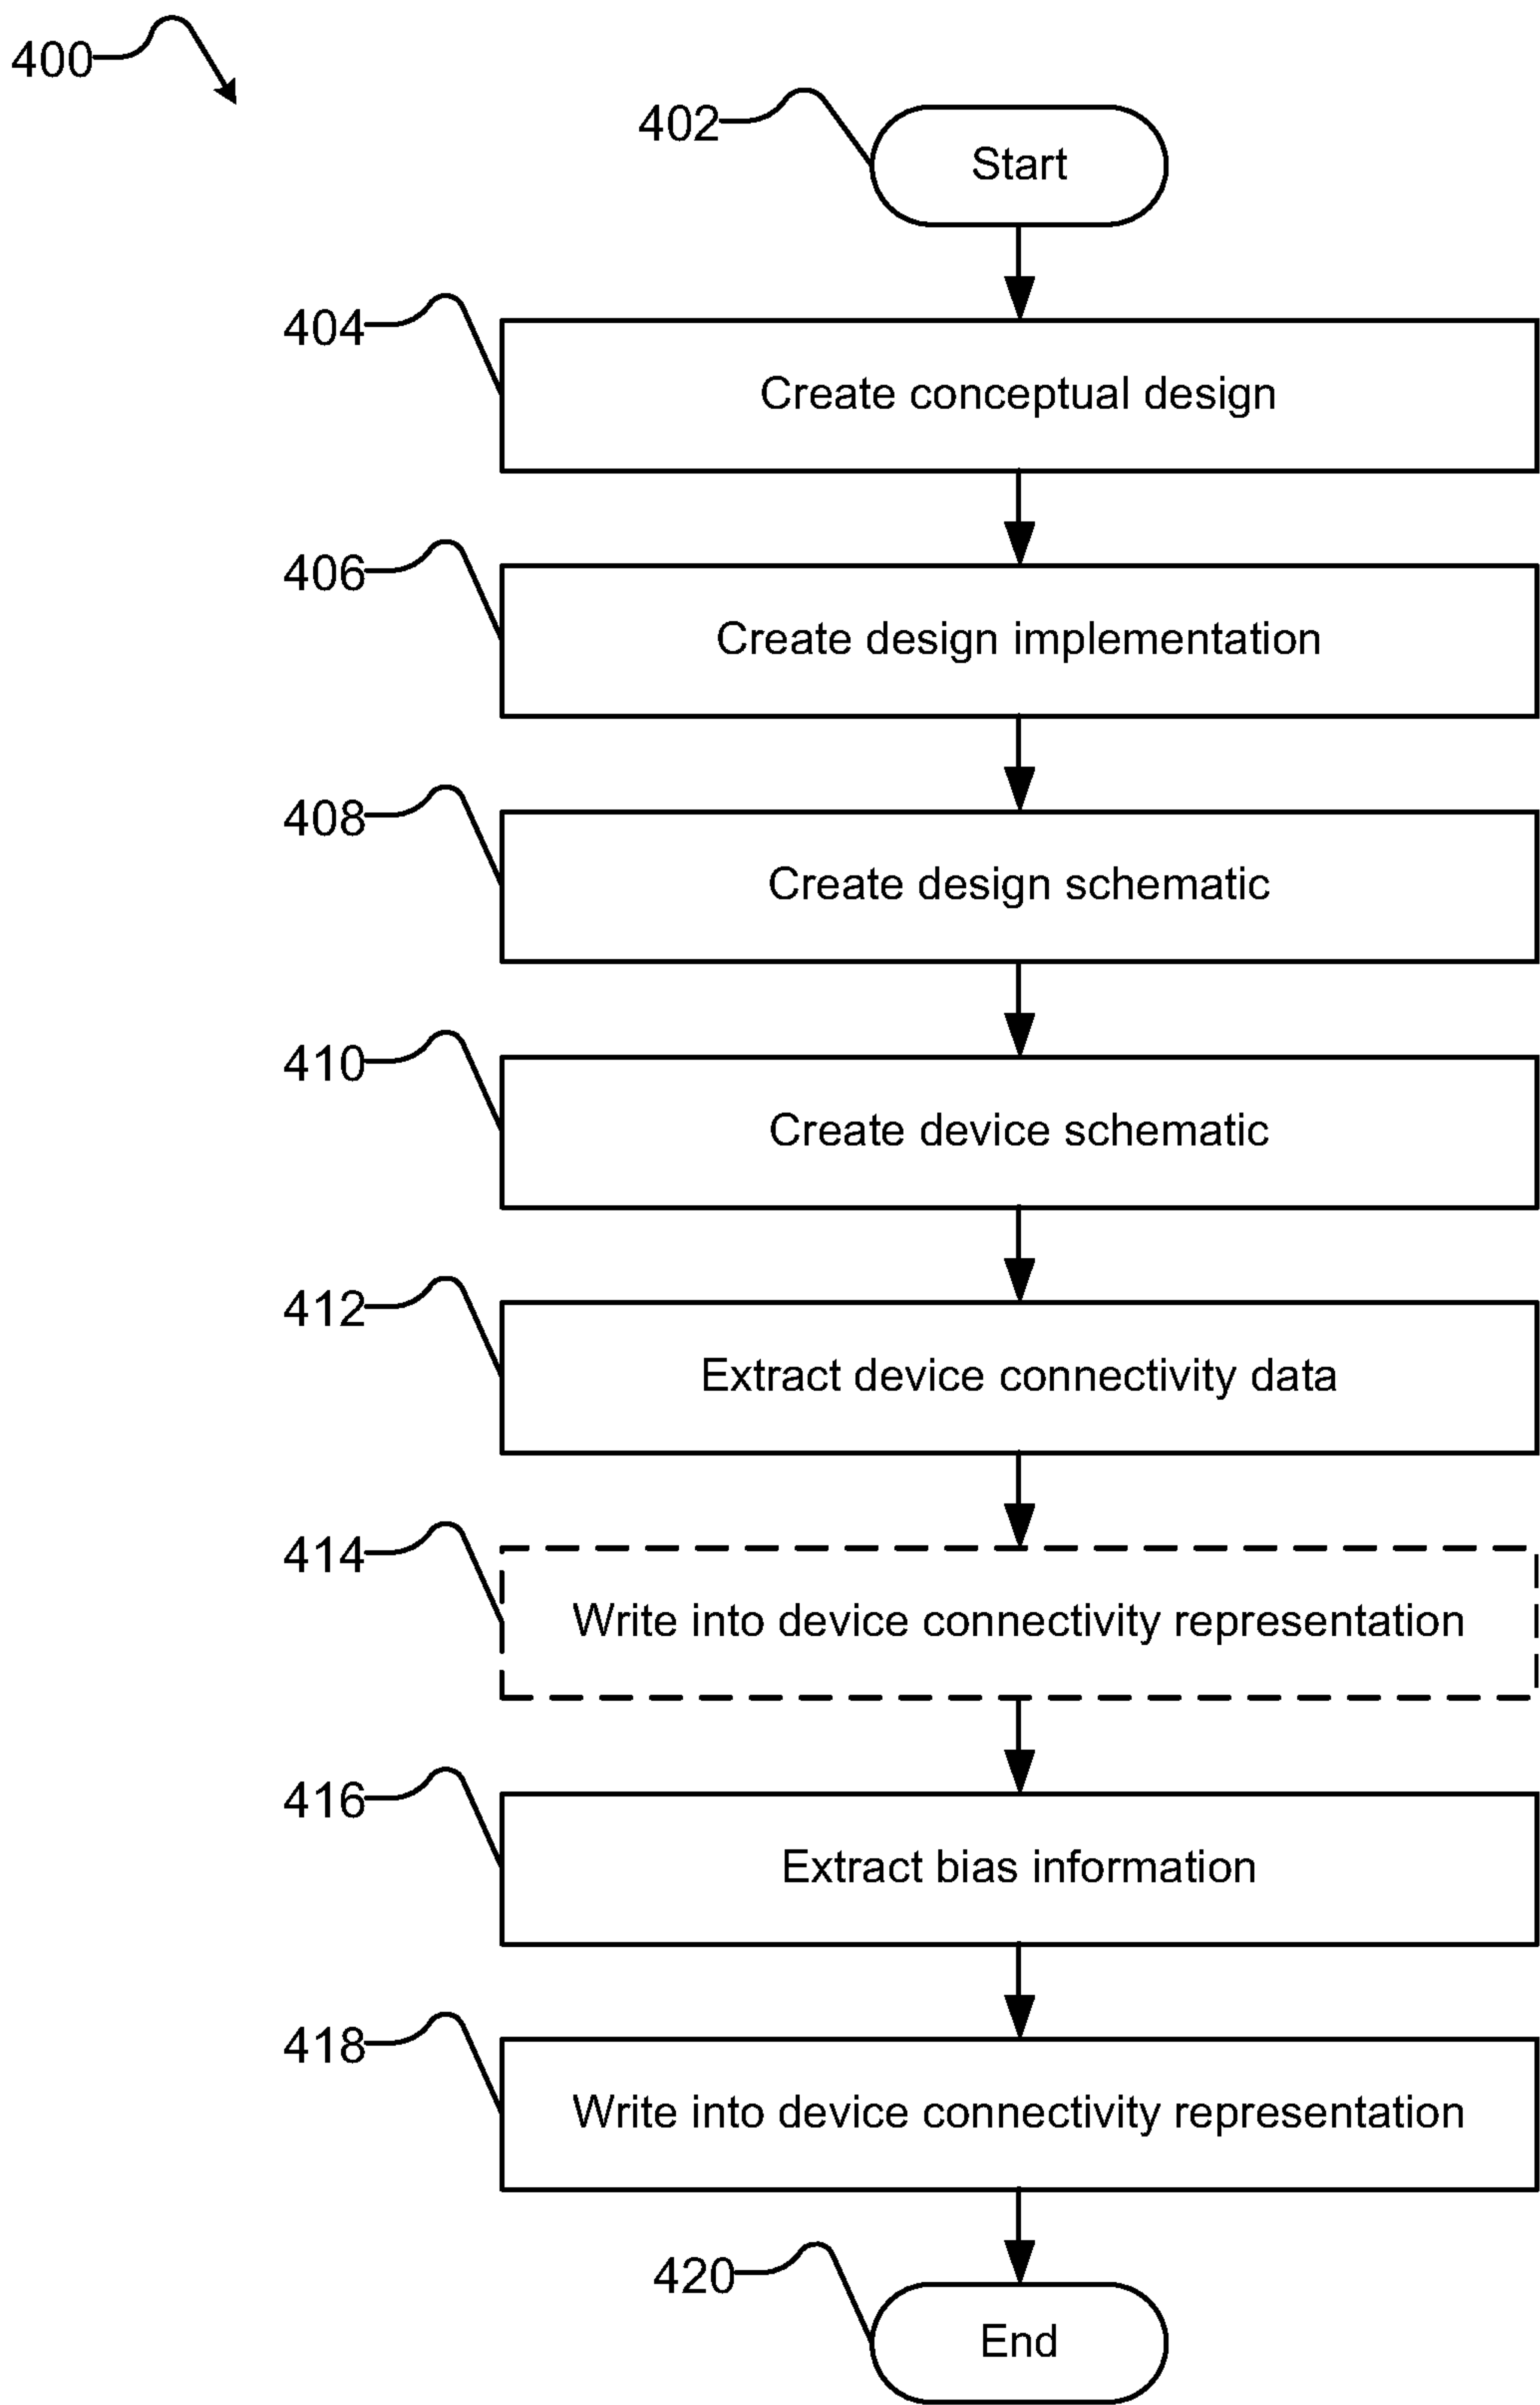 400
402
Start
404
Create conceptual design
406
Create design implementation
408
Create design schematic
410
Create device schematic
412
Extract device connectivity data
414
Write into device connectivity representation
416
Extract bias information
418
Write into device connectivity representation
420
End